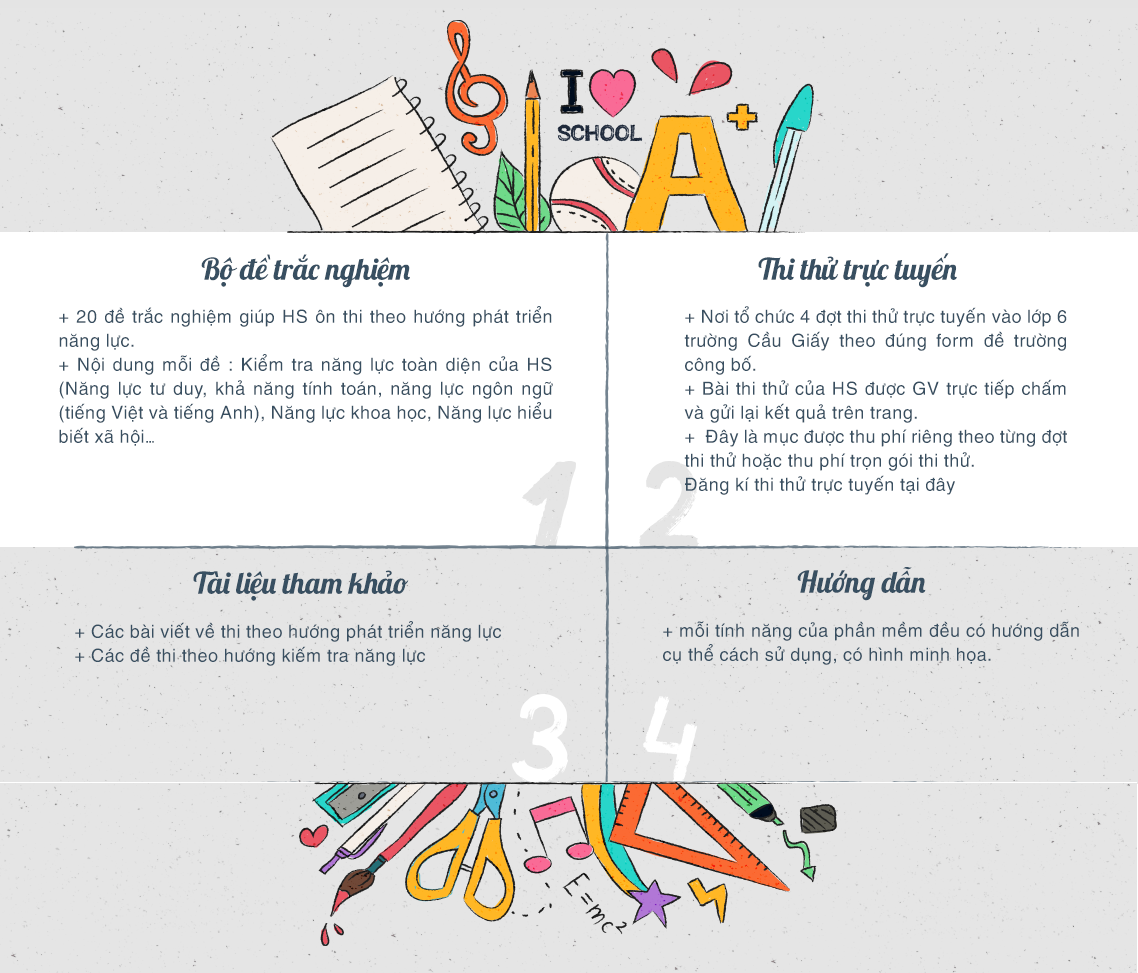 I
SCHOOL
A+
Bộ đề trắc nghiệm
+ 20 đề trắc nghiệm giúp HS ôn thi theo hướng phát triển
năng lực.
+ Nội dung mỗi đề : Kiểm tra năng lực toàn diện của HS
(Năng lực tư duy, khả năng tính toán, năng lực ngôn ngữ
(tiếng Việt và tiếng Anh), Năng lực khoa học, Năng lực hiểu
biết xã hội…
1
Thi thử trực tuyến
+ Nơi tổ chức 4 đợt thi thử trực tuyến vào lớp 6
trường Cầu Giấy theo đúng form đề trường
công bố.
+ Bài thi thử của HS được GV trực tiếp chấm
và gửi lại kết quả trên trang.
+ Đây là mục được thu phí riêng theo từng đợt
thi thử hoặc thu phí trọn gói thi thử.
Đăng kí thi thử trực tuyến tại đây
2
Tài liệu tham khảo
+ Các bài viết về thi theo hướng phát triển năng lực
+ Các đề thi theo hướng kiếm tra năng lực
3
Hướng dẫn
+ mỗi tính năng của phần mềm đều có hướng dẫn
cụ thể cách sử dụng, có hình minh họa.
4
E=mc²